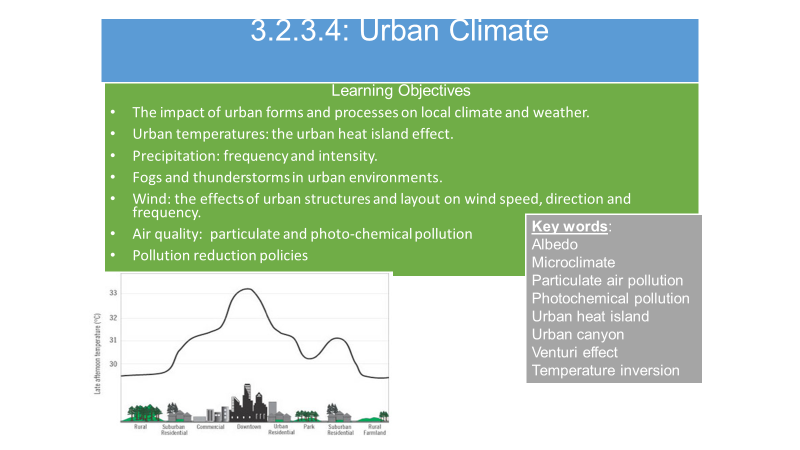 3.2.3.4: Urban Climate
Learning Objectives
• The impact of urban forms and processes on local climate and weather.
• Urban temperatures: the urban heat island effect.
• Precipitation: frequency and intensity.
• Fogs and thunderstorms in urban environments.
• Wind: the effects of urban structures and layout on wind speed, direction and
frequency.
• Air quality: particulate and photo-chemical pollution
• Pollution reduction policies
Key words:
Albedo
Microclimate
Particulate air pollution
Photochemical pollution
Urban heat island
Urban canyon
Venturi effect
Temperature inversion
Late afternoon temperature (°C)
33
32
31
30
Rural
Suburban
Residential
Commercial
Downtown
Urban
Residential
Park
Suburban
Residential
Rural
Farmland